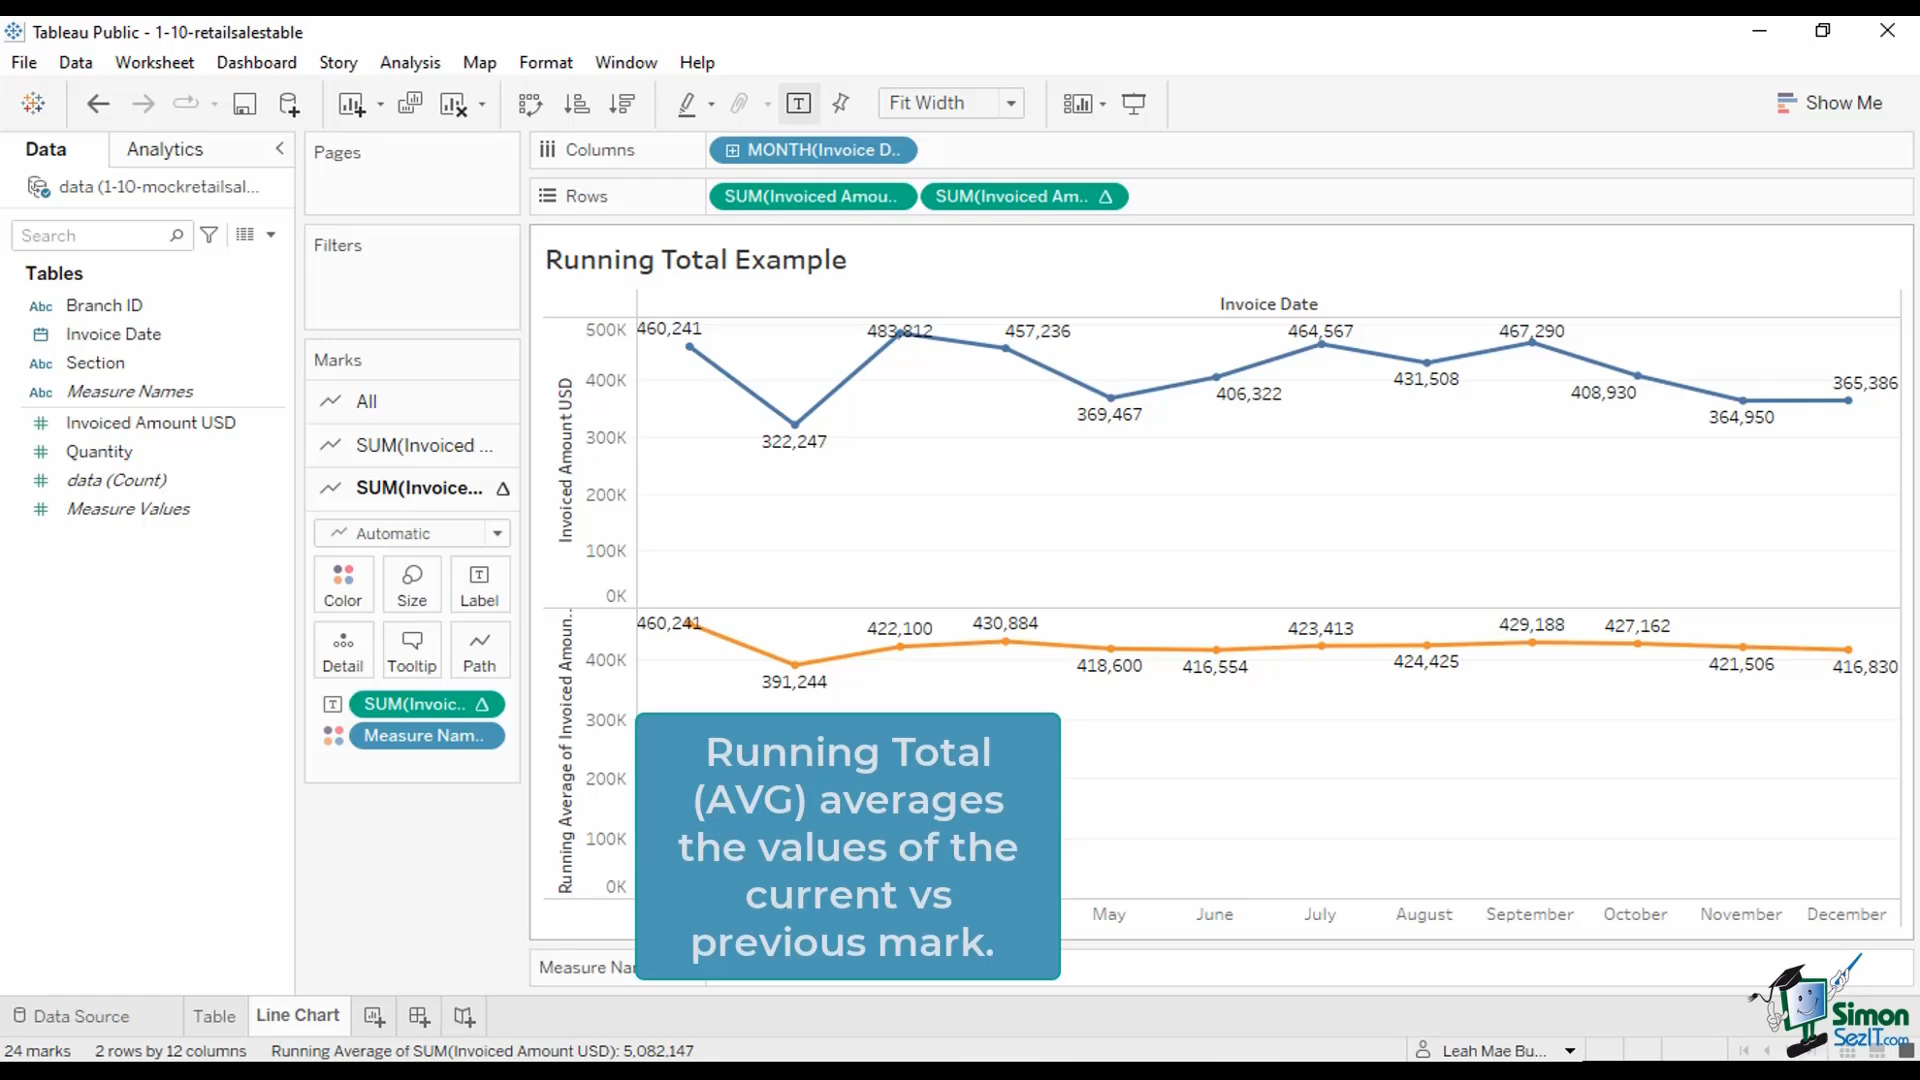 Tableau Public - 1-10-retailsalestable
File Data Worksheet Dashboard Story Analysis Map Format Window Help
Fit Width
Show Me
Data Analytics
data (1-10-mockretailsal...
Search
Tables
Abc Branch ID
Invoice Date
Abc Section
Abc Measure Names
# Invoiced Amount USD
# Quantity
# data (Count)
# Measure Values
Pages
Filters
Marks
All
SUM(Invoiced ...
SUM(Invoice... Δ
Automatic
Color Size Label
Detail Tooltip Path
SUM(Invoic.. Δ
Measure Nam..
Columns MONTH(Invoice D..
Rows SUM(Invoiced Amou.. SUM(Invoiced Am.. Δ
Running Total Example
Invoice Date
Invoiced Amount USD
500K
400K
300K
200K
100K
0K
460,241 322,247 483,812 457,236 369,467 406,322 464,567 431,508 467,290 408,930 364,950 365,386
Running Average of Invoiced Amoun..
400K
300K
200K
100K
0K
460,241 391,244 422,100 430,884 418,600 416,554 423,413 424,425 429,188 427,162 421,506 416,830
May June July August September October November December
Running Total
(AVG) averages
the values of the
current vs
previous mark.
Measure Na
Data Source Table Line Chart
24 marks 2 rows by 12 columns Running Average of SUM(Invoiced Amount USD): 5,082,147
Leah Mae Bu...
Simon
SezIT.com